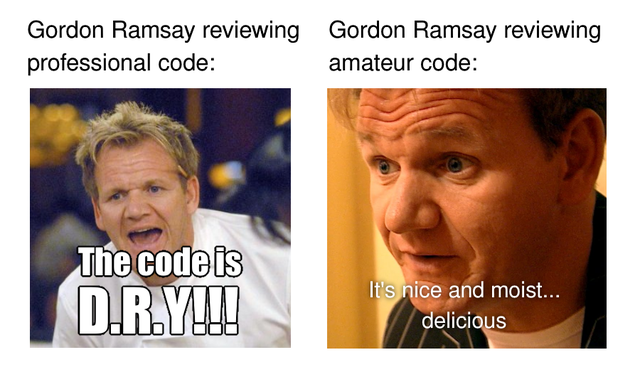 Gordon Ramsay reviewing
professional code:
The code is
D.R.Y!!!
Gordon Ramsay reviewing
amateur code:
It's nice and moist...
delicious